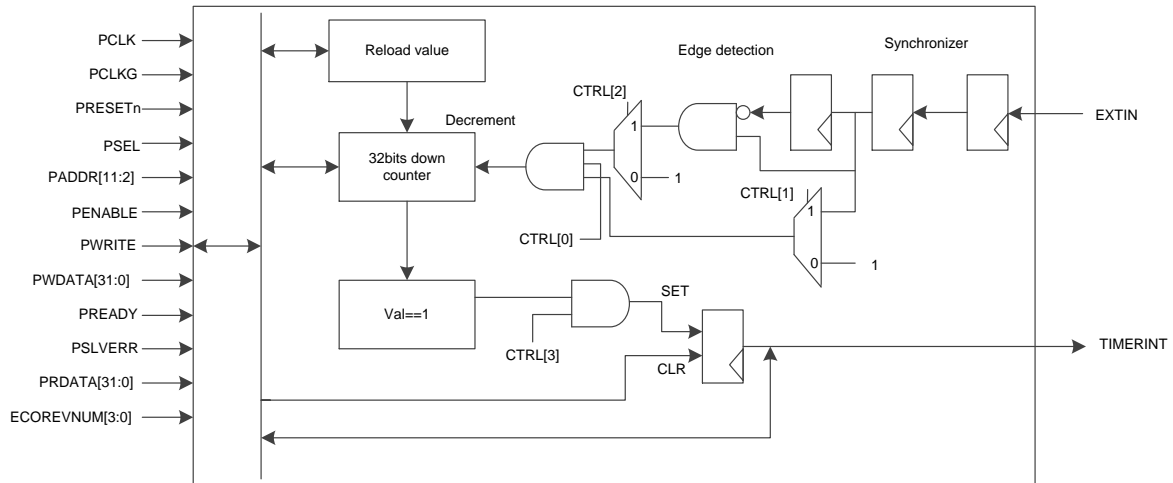 PCLK
PCLKG
PRESETn
PSEL
PADDR[11:2]
PENABLE
PWRITE
PWDATA[31:0]
PREADY
PSLVERR
PRDATA[31:0]
ECOREVNUM[3:0]
Reload value
Decrement
32bits down
counter
Val==1
CTRL[3]
CTRL[0]
CTRL[2]
1
0
1
Edge detection
Synchronizer
EXTIN
CTRL[1]
1
0
1
SET
CLR
TIMERINT